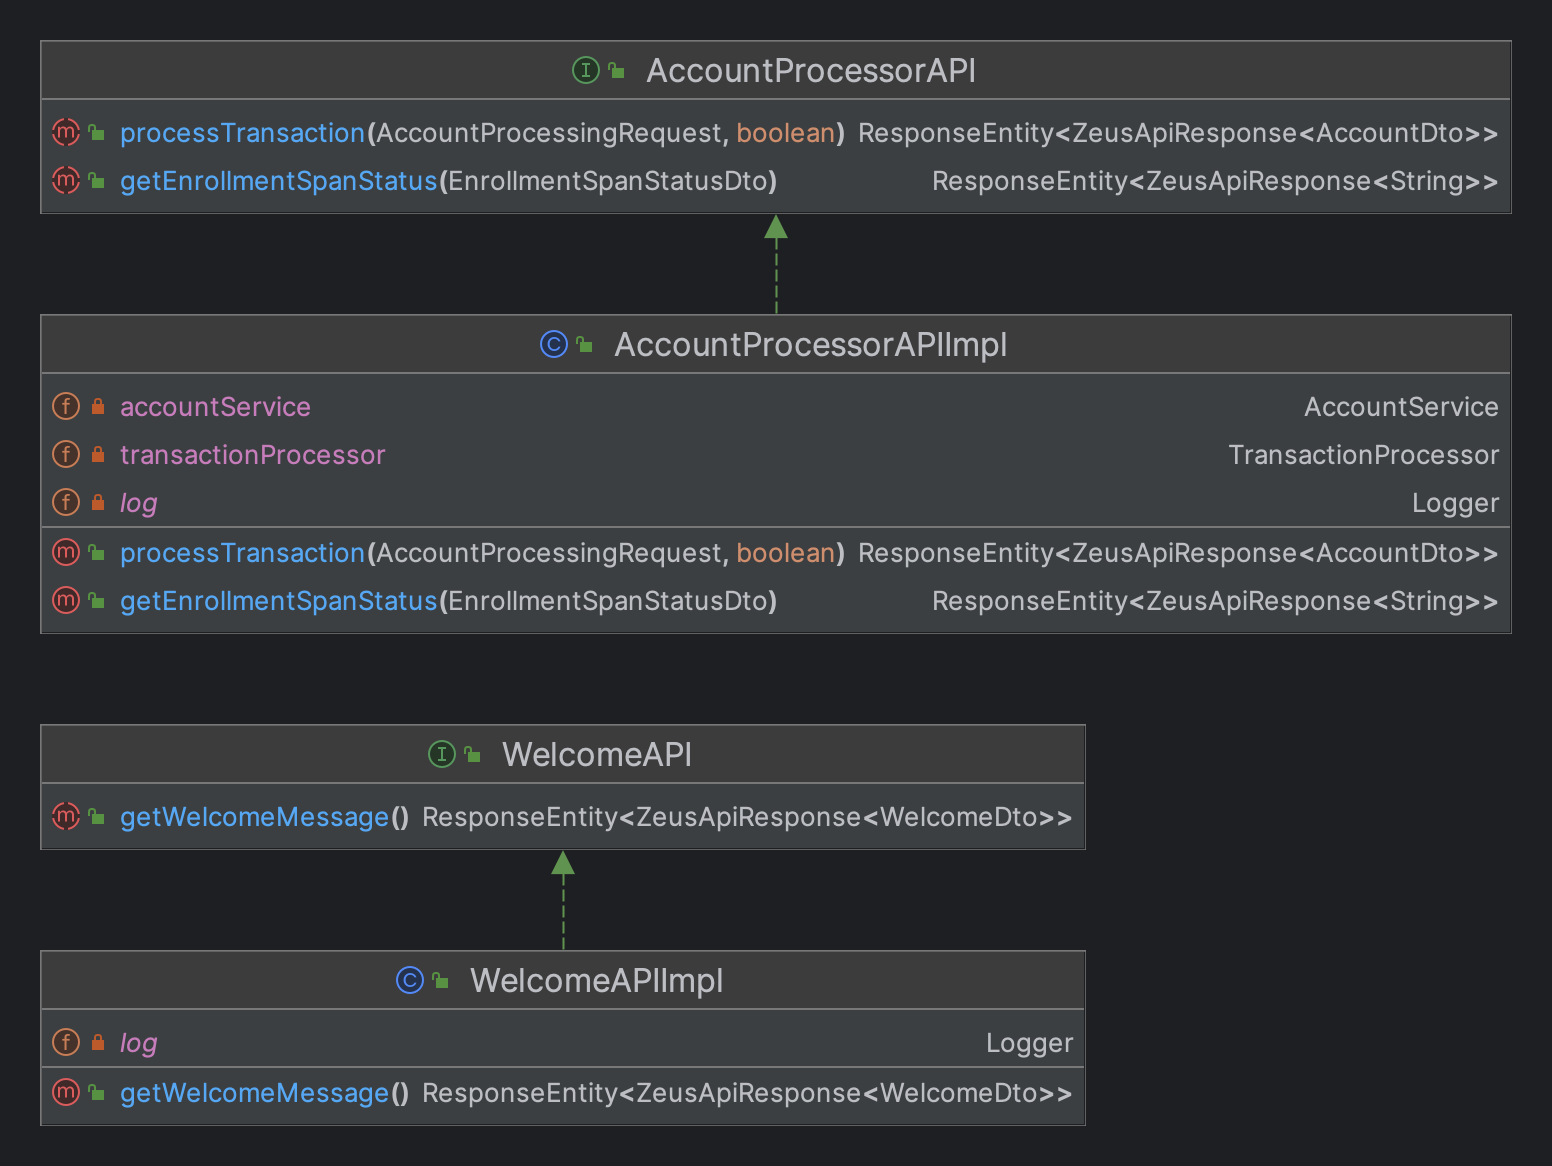 AccountProcessorAPI
processTransaction(AccountProcessingRequest, boolean) ResponseEntity<ZeusApiResponse<AccountDto>>
getEnrollmentSpanStatus(EnrollmentSpanStatusDto) ResponseEntity<ZeusApiResponse<String>>
AccountProcessorAPIImpl
accountService AccountService
transactionProcessor TransactionProcessor
log Logger
processTransaction(AccountProcessingRequest, boolean) ResponseEntity<ZeusApiResponse<AccountDto>>
getEnrollmentSpanStatus(EnrollmentSpanStatusDto) ResponseEntity<ZeusApiResponse<String>>
WelcomeAPI
getWelcomeMessage() ResponseEntity<ZeusApiResponse<WelcomeDto>>
WelcomeAPIImpl
log Logger
getWelcomeMessage() ResponseEntity<ZeusApiResponse<WelcomeDto>>